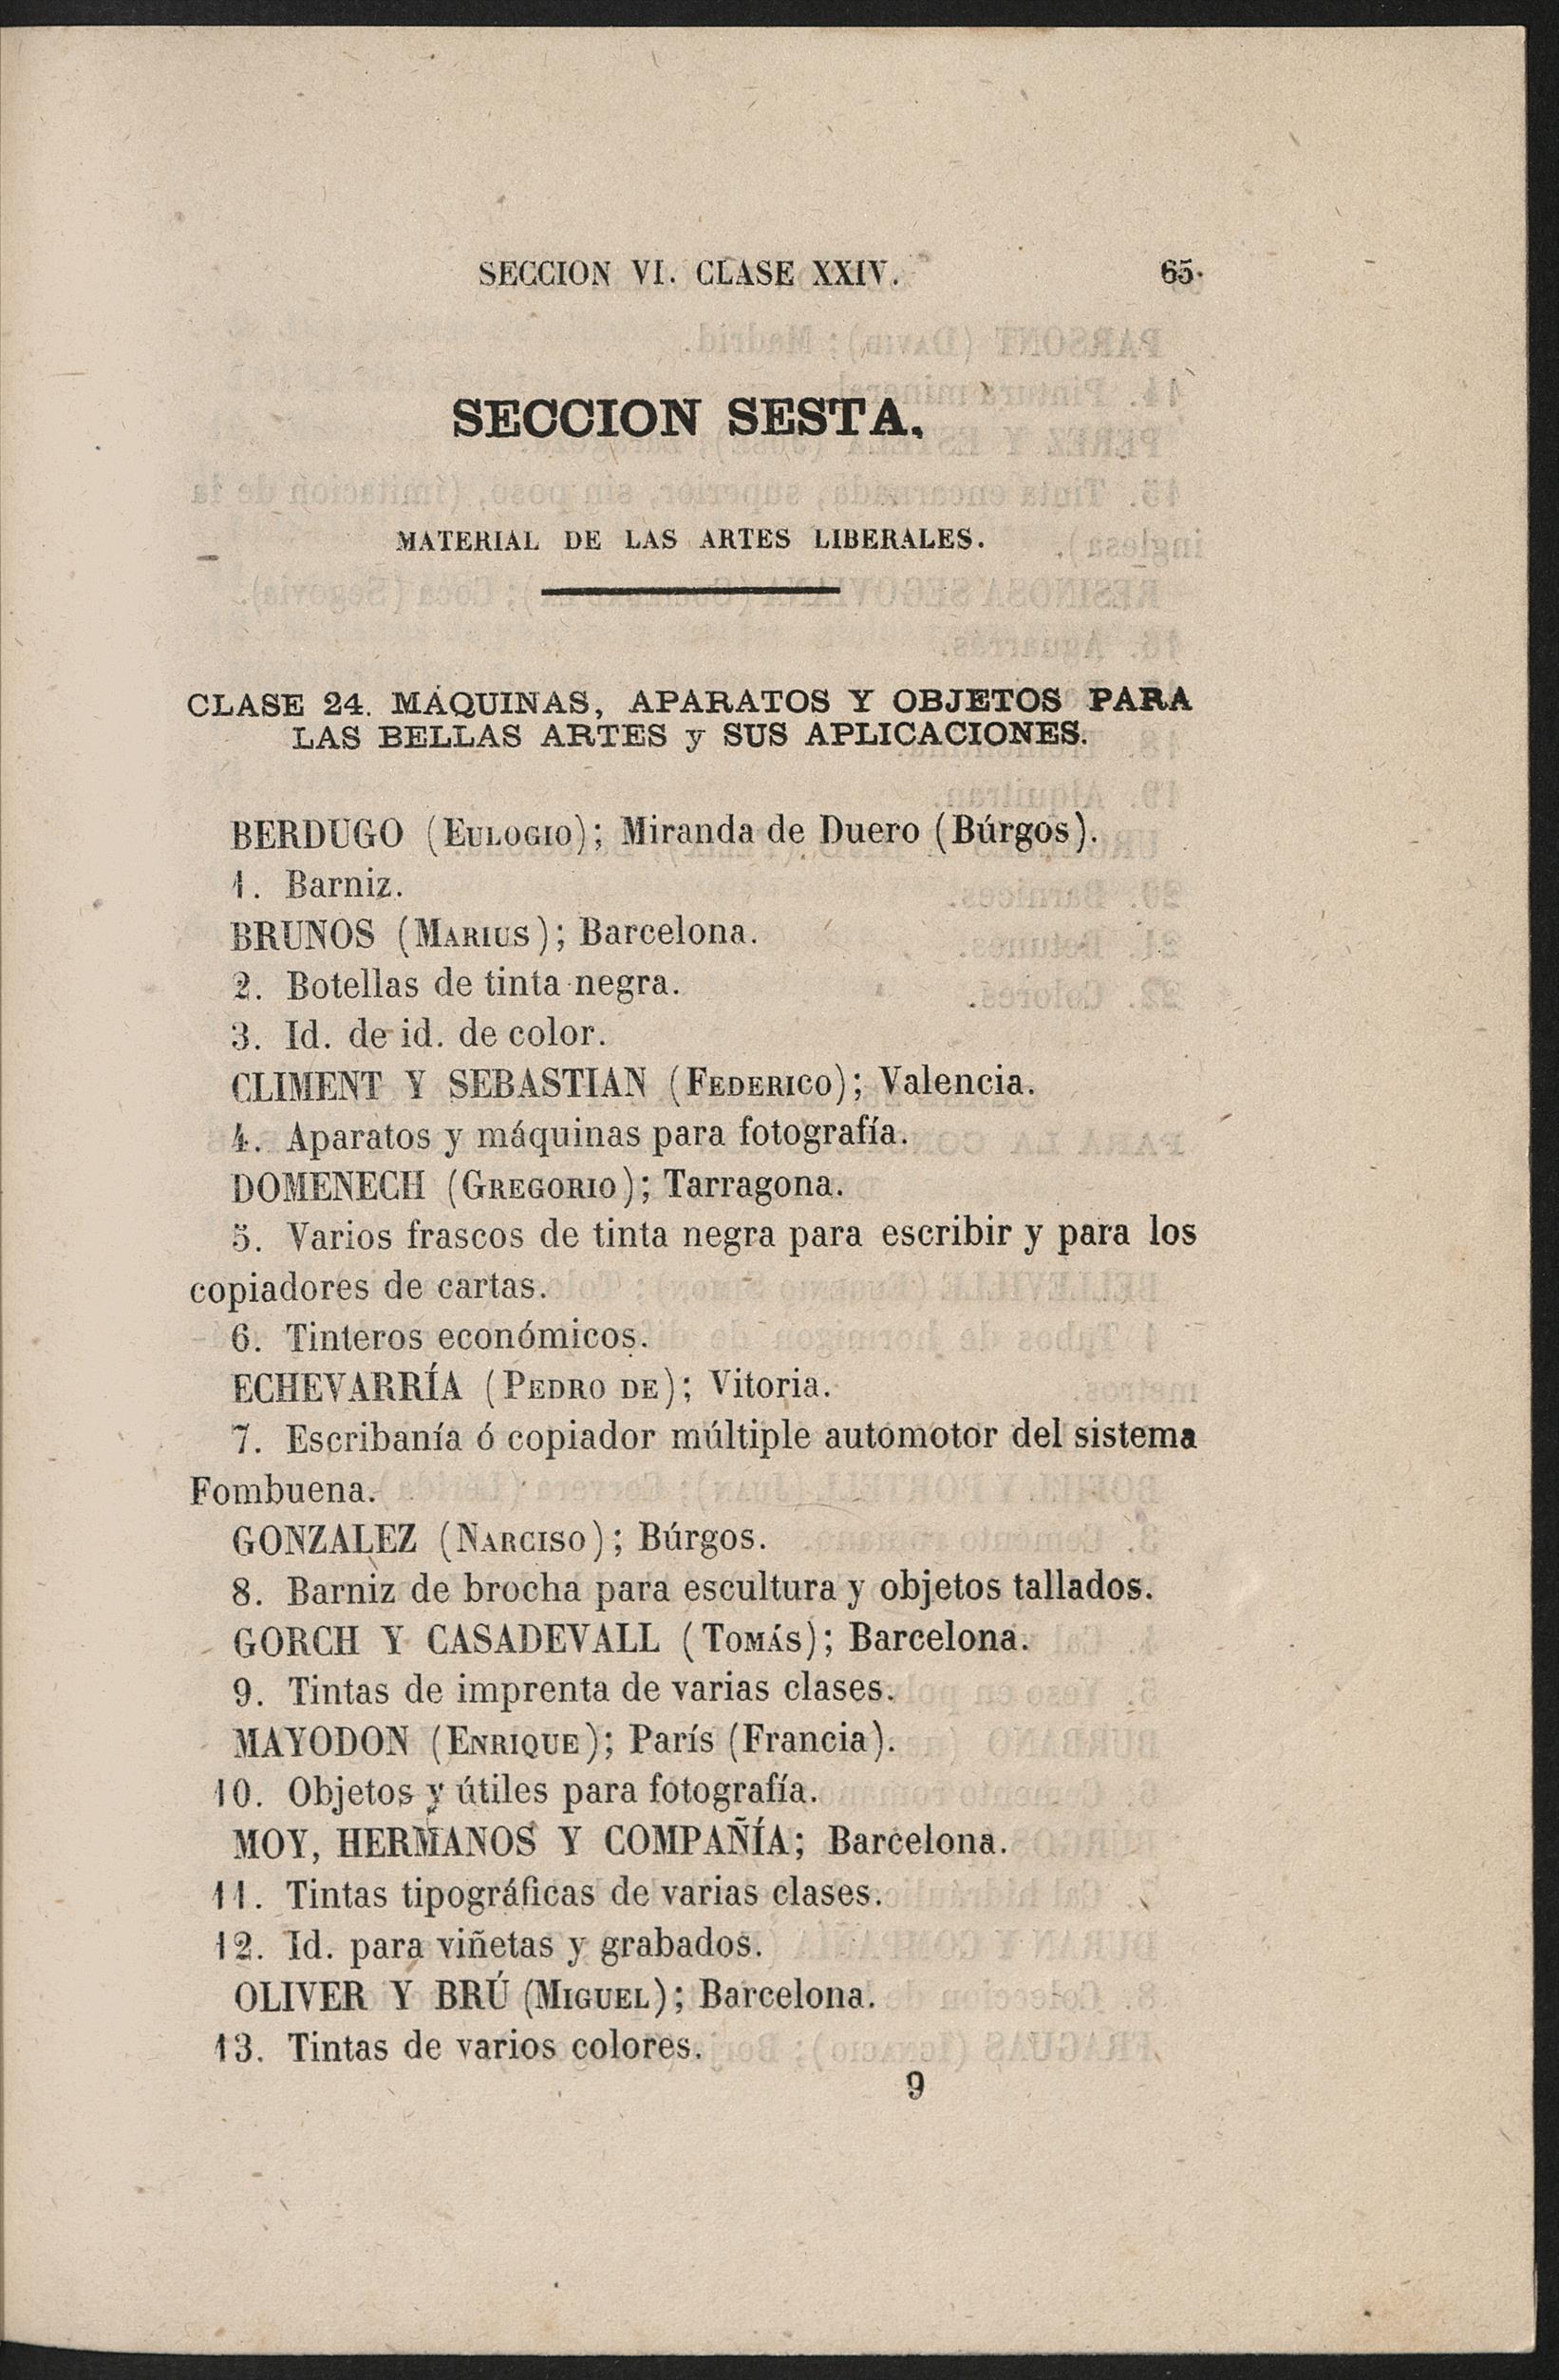 SECCION VI. CLASE XXIV. 65
SECCION SESTA.
MATERIAL DE LAS ARTES LIBERALES.
CLASE 24. MÁQUINAS, APARATOS Y OBJETOS PARA
LAS BELLAS ARTES y SUS APLICACIONES.
BERDUGO (EULOGIO); Miranda de Duero (Búrgos).
1. Barniz.
BRUNOS (MARIUS); Barcelona.
2. Botellas de tinta negra.
3. Id. de id. de color.
CLIMENT Y SEBASTIAN (FEDERICO); Valencia.
4. Aparatos y máquinas para fotografía.
DOMENECH (GREGORIO); Tarragona.
5. Varios frascos de tinta negra para escribir y para los
copiadores de cartas.
6. Tinteros económicos.
ECHEVARRÍA (PEDRO DE); Vitoria.
7. Escribanía ó copiador múltiple automotor del sistema
Fombuena.
GONZALEZ (NARCISO); Búrgos.
8. Barniz de brocha para escultura y objetos tallados.
GORCH Y CASADEVALL (TOMÁS); Barcelona.
9. Tintas de imprenta de varias clases.
MAYODON (ENRIQUE); París (Francia).
10. Objetos y útiles para fotografía.
MOY, HERMANOS Y COMPAÑÍA; Barcelona.
11. Tintas tipográficas de varias clases.
12. Id. para viñetas y grabados.
OLIVER Y BRÚ (MIGUEL); Barcelona.
13. Tintas de varios colores.
9